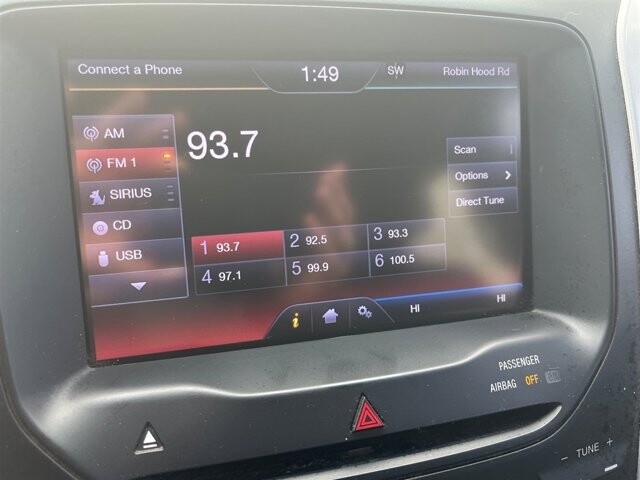 Connect a Phone 1:49 SW Robin Hood Rd
AM
FM 1
SIRIUS
CD
USB
93.7
Scan
Options
Direct Tune
1 93.7 2 92.5 3 93.3
4 97.1 5 99.9 6 100.5
i HI HI
PASSENGER
AIRBAG OFF
- TUNE +